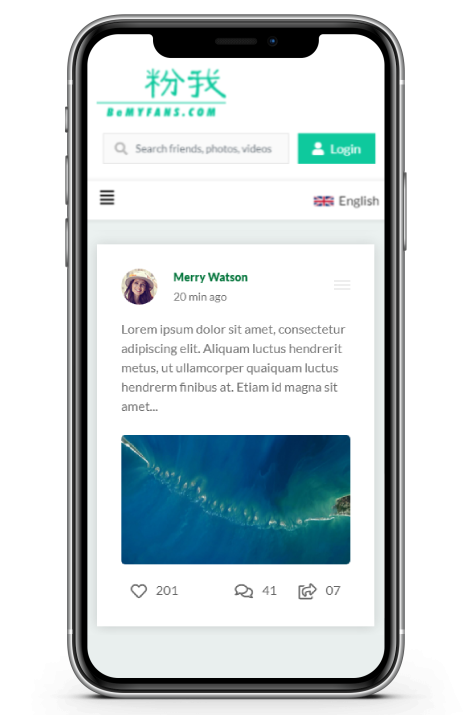 粉我
BeMYFANS.COM
Search friends, photos, videos
Login
English
Merry Watson
20 min ago
Lorem ipsum dolor sit amet, consectetur
adipiscing elit. Aliquam luctus hendrerit
metus, ut ullamcorper quaiquam luctus
hendrerm finibus at. Etiam id magna sit
amet...
201
41
07